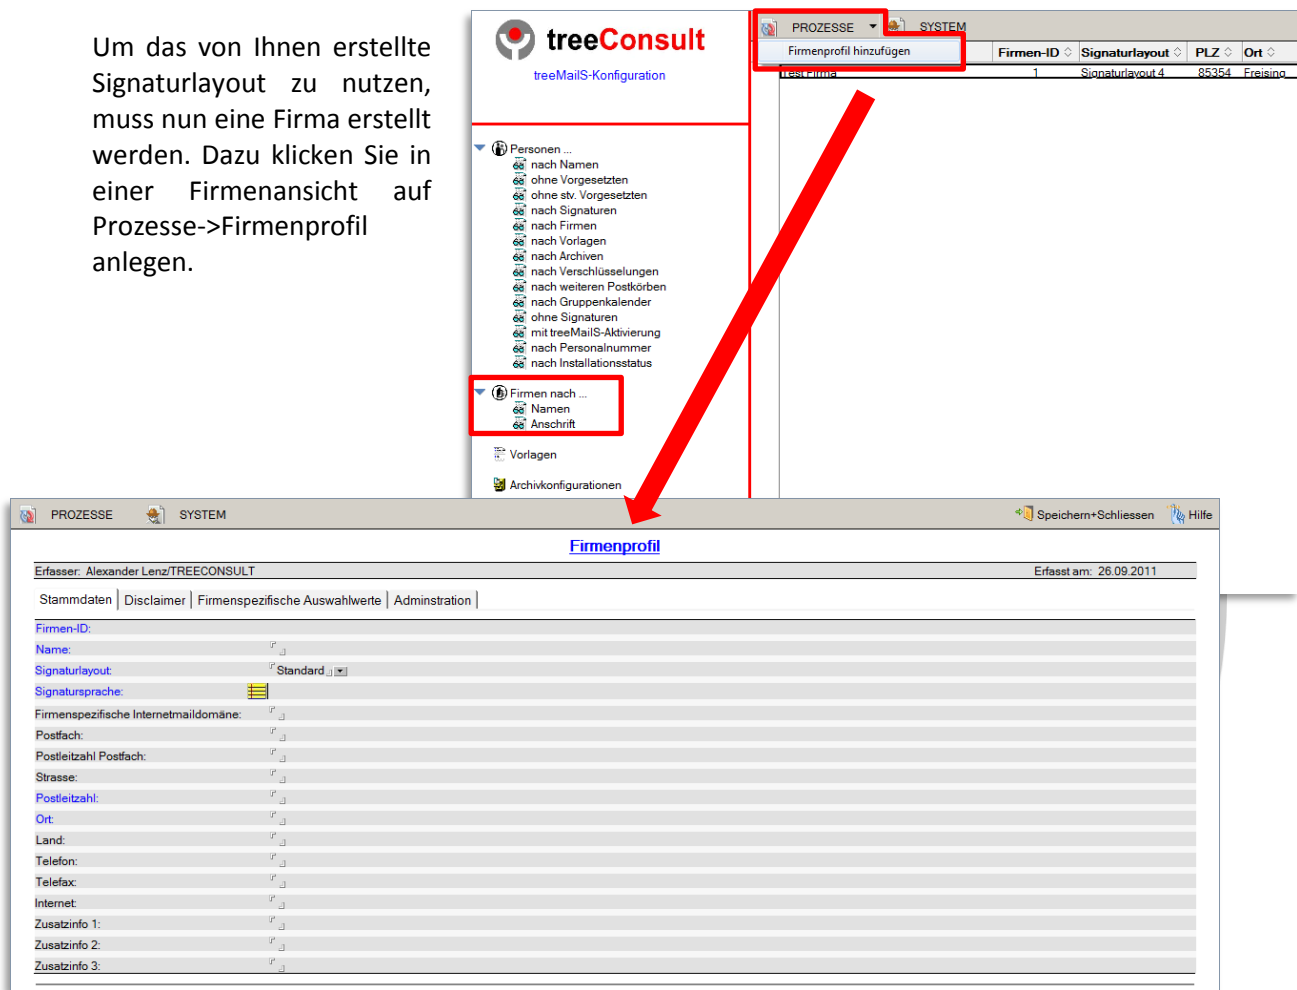 Um das von Ihnen erstellte
Signaturlayout zu nutzen,
muss nun eine Firma erstellt
werden. Dazu klicken Sie in
einer Firmenansicht auf
Prozesse->Firmenprofil
anlegen.
treeConsult
treeMailS-Konfiguration
PROZESSE SYSTEM
Firmenprofil hinzufügen
Firmen-ID Signaturlayout PLZ Ort
Test Firma 1 Signaturlayout 4 85354 Freising
Personen ...
nach Namen
ohne Vorgesetzten
ohne stv. Vorgesetzten
nach Signaturen
nach Firmen
nach Vorlagen
nach Archiven
nach Verschlüsselungen
nach weiteren Postkörben
nach Gruppenkalender
ohne Signaturen
mit treeMailS-Aktivierung
nach Personalnummer
nach Installationsstatus
Firmen nach ...
Namen
Anschrift
Vorlagen
Archivkonfigurationen
PROZESSE SYSTEM Speichern+Schliessen Hilfe
Firmenprofil
Erfasser: Alexander Lenz/TREECONSULT Erfasst am: 26.09.2011
Stammdaten Disclaimer Firmenspezifische Auswahlwerte Adminstration
Firmen-ID:
Name:
Signaturlayout: Standard
Signatursprache:
Firmenspezifische Internetmaildomäne:
Postfach:
Postleitzahl Postfach:
Strasse:
Postleitzahl:
Ort:
Land:
Telefon:
Telefax:
Internet:
Zusatzinfo 1:
Zusatzinfo 2:
Zusatzinfo 3: